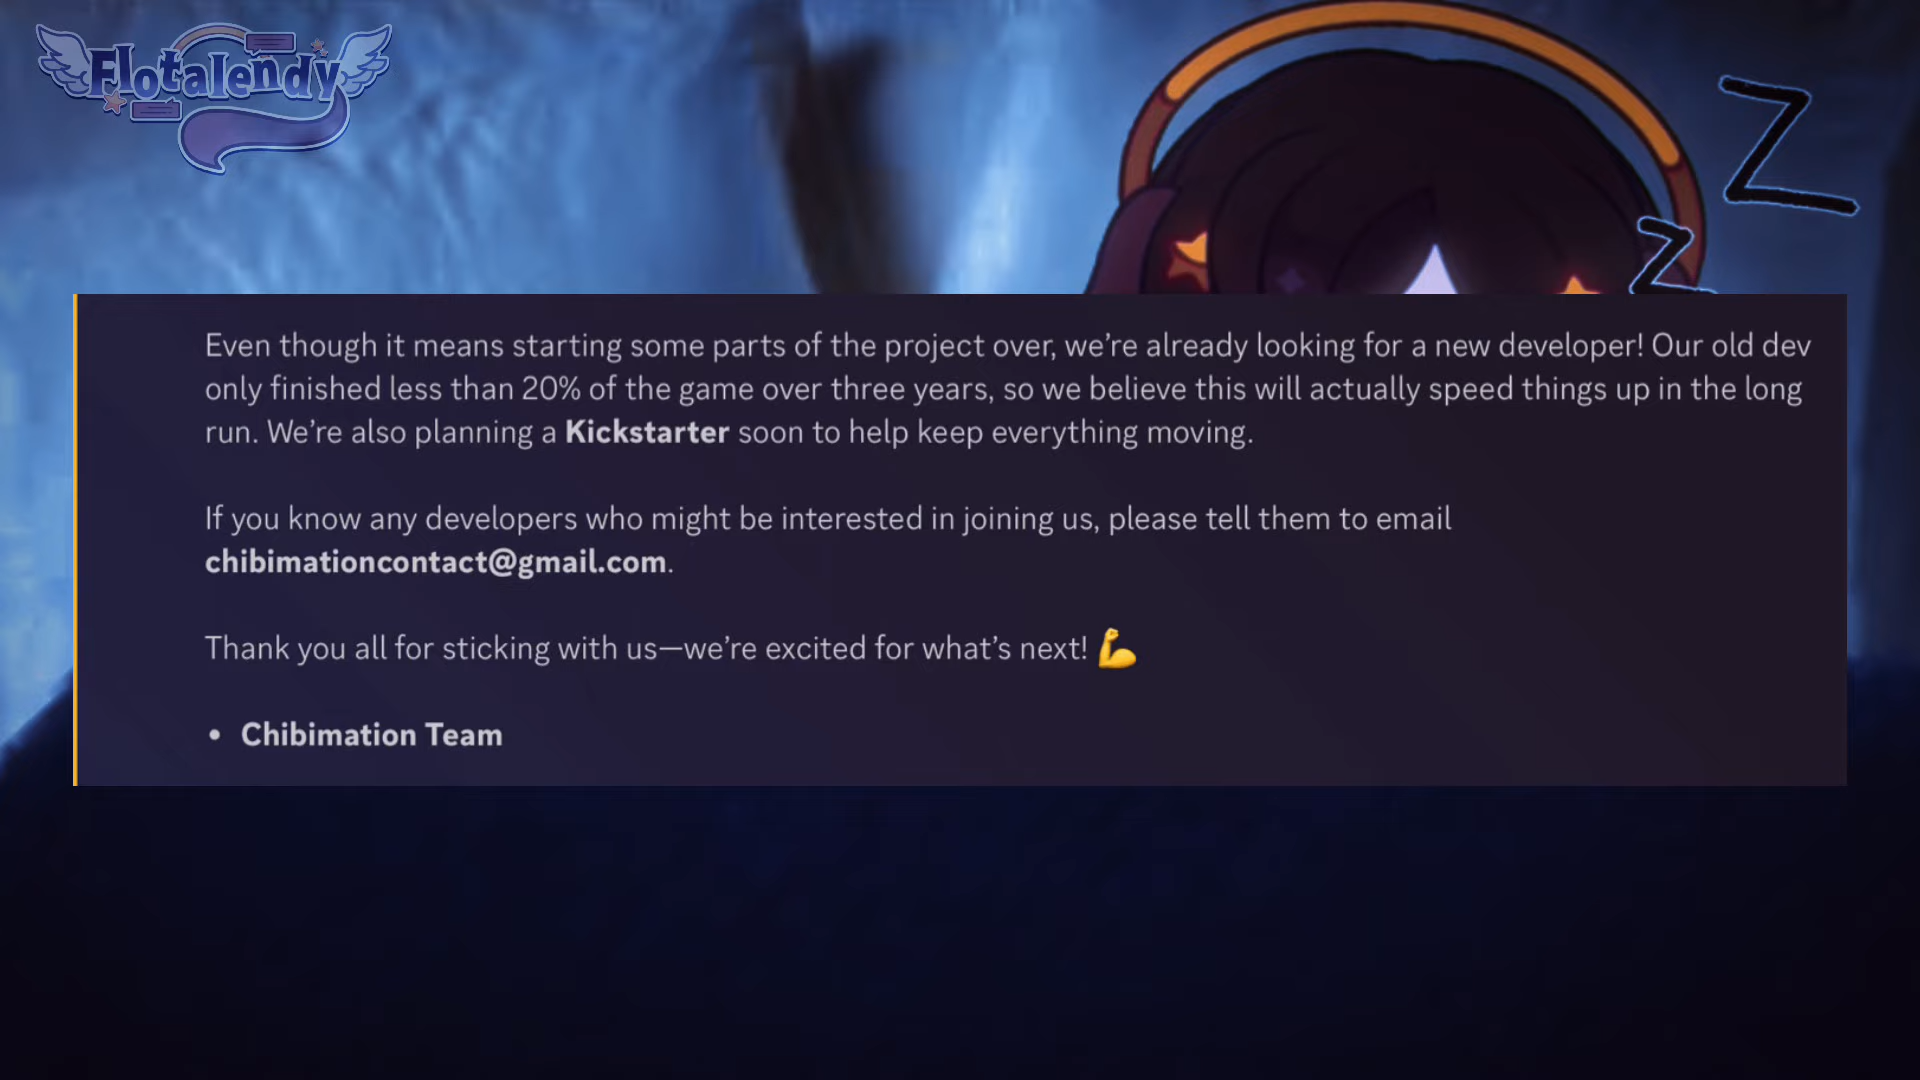 Flotalendy
Z
Z
Even though it means starting some parts of the project over, we’re already looking for a new developer! Our old dev
only finished less than 20% of the game over three years, so we believe this will actually speed things up in the long
run. We’re also planning a Kickstarter soon to help keep everything moving.
If you know any developers who might be interested in joining us, please tell them to email
chibimationcontact@gmail.com.
Thank you all for sticking with us—we’re excited for what’s next! 💪
• Chibimation Team